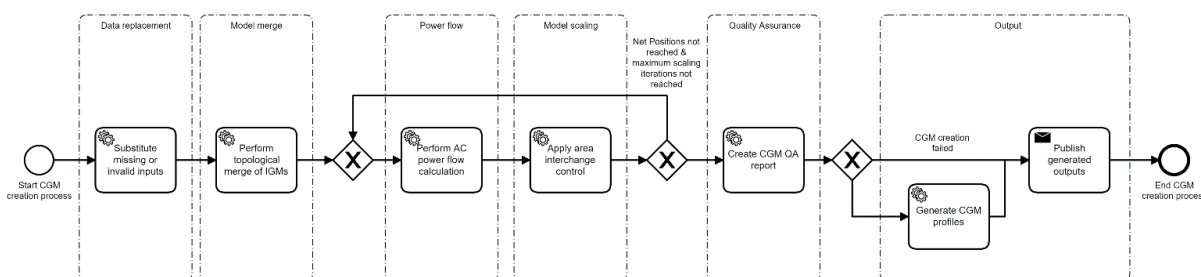 Data replacement
Model merge
Power flow
Model scaling
Quality Assurance
Output
Net Positions not
reached &
maximum scaling
iterations not
reached
Start CGM
creation process
Substitute
missing or
invalid inputs
Perform
topological
merge of IGMs
X
Perform AC
power flow
calculation
Apply area
interchange
control
X
Create CGM QA
report
X
CGM creation
failed
Generate CGM
profiles
Publish
generated
outputs
End CGM
creation proces